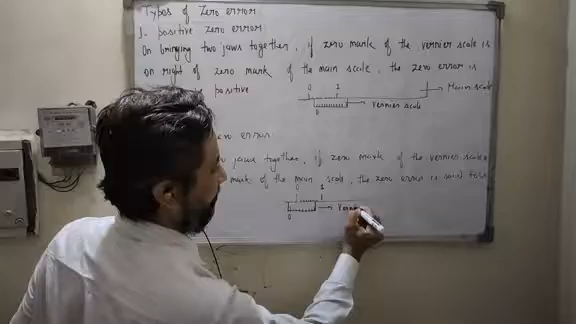 Types of Zero error
1. positive Zero error
On bringing two jaws together, if zero mark of the vernier scale is
on right of zero mark of the main scale, the zero error is
positive
0 1 → Main scale
0 → Vernier scale
error
jaws together, if zero mark of the vernier scale
mark of the main scale, the zero error is said to be
0 1
0 →